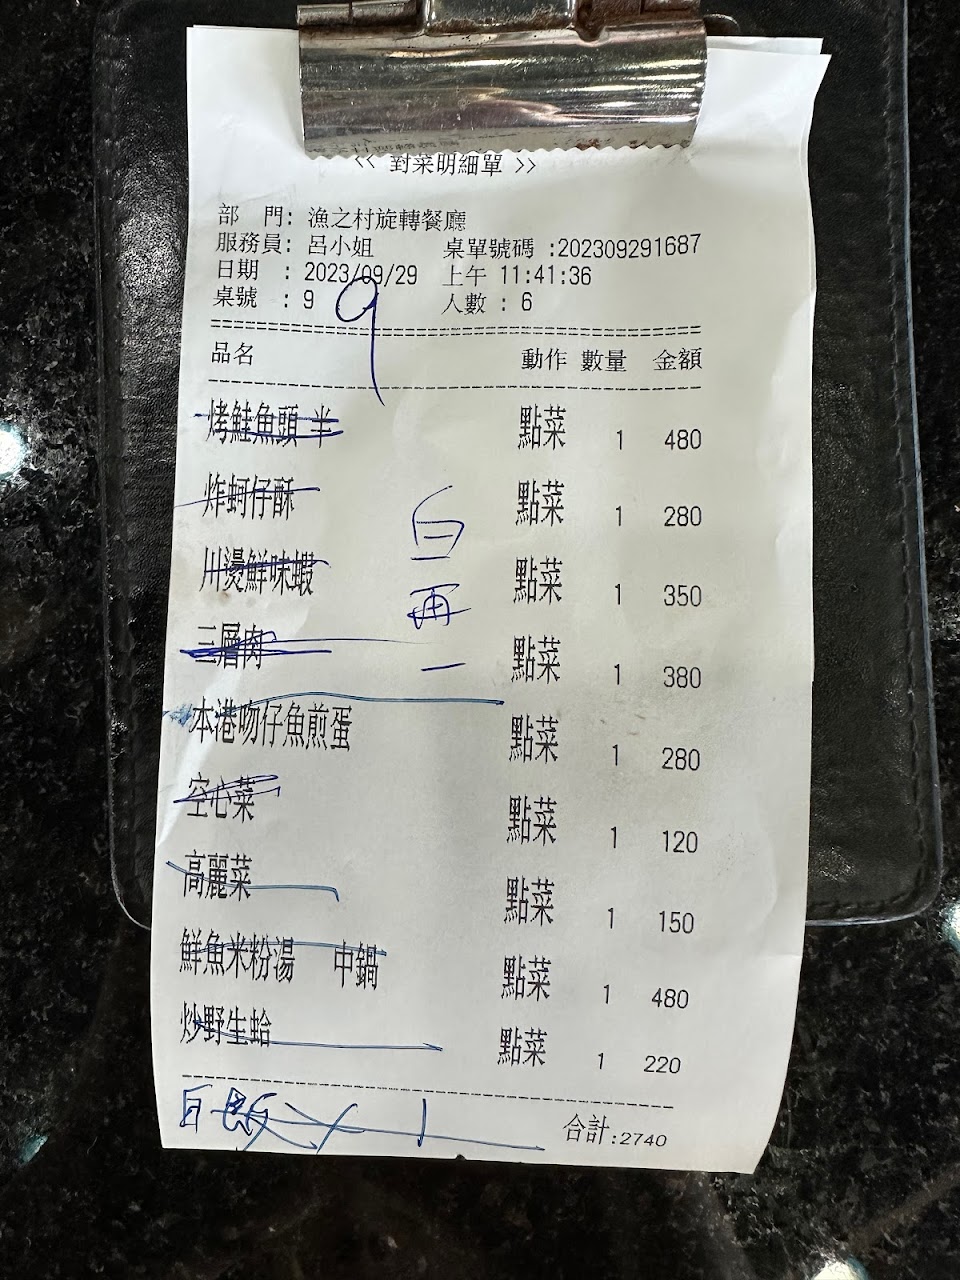 << 對菜明細單 >>
部 門: 漁之村旋轉餐廳
服務員: 呂小姐 桌單號碼 :202309291687
日期 : 2023/09/29 上午 11:41:36
桌號 : 9 9 人數 : 6
品名 動作 數量 金額
烤鮭魚頭 半 點菜 1 480
炸蚵仔酥 點菜 1 280
白
川燙鮮味蝦 點菜 1 350
再
三層肉 點菜 1 380
一
本港吻仔魚煎蛋 點菜 1 280
空心菜 點菜 1 120
高麗菜 點菜 1 150
鮮魚米粉湯 中鍋 點菜 1 480
炒野生蛤 點菜 1 220
白飯 x 1
合計:2740